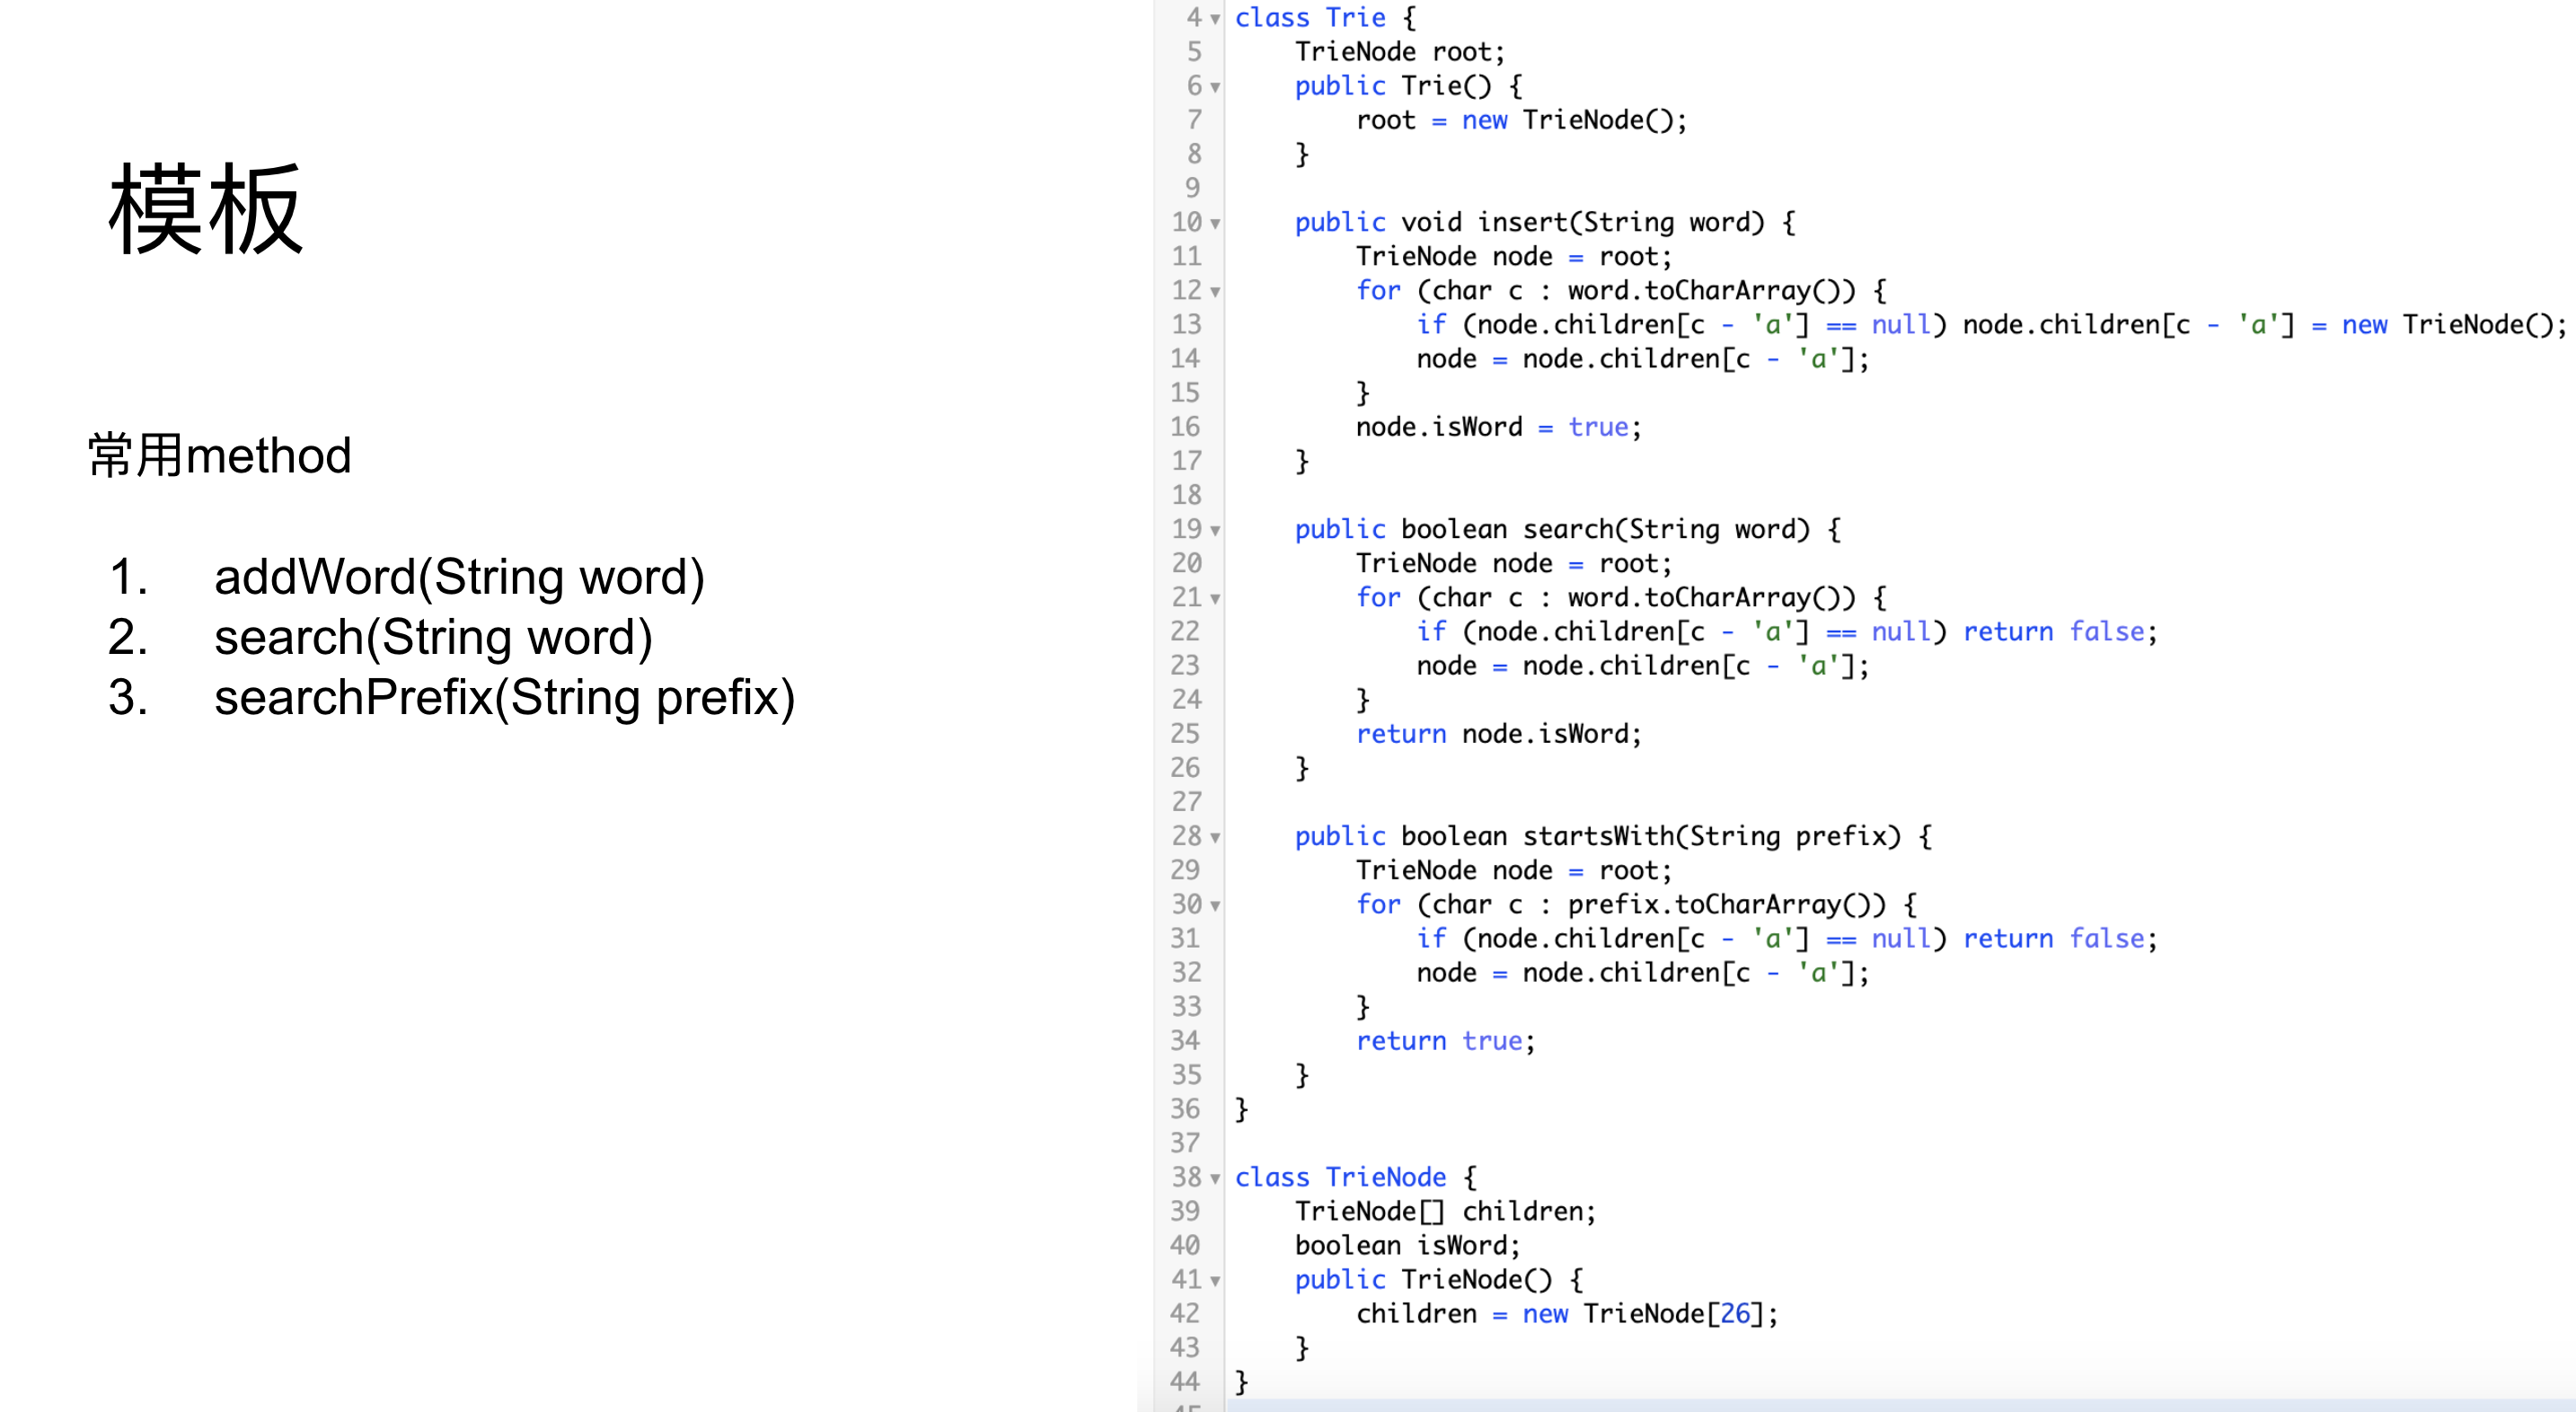 模板
常用method
1. addWord(String word)
2. search(String word)
3. searchPrefix(String prefix)
4 class Trie {
5     TrieNode root;
6     public Trie() {
7         root = new TrieNode();
8     }
9
10     public void insert(String word) {
11         TrieNode node = root;
12         for (char c : word.toCharArray()) {
13             if (node.children[c - 'a'] == null) node.children[c - 'a'] = new TrieNode();
14             node = node.children[c - 'a'];
15         }
16         node.isWord = true;
17     }
18
19     public boolean search(String word) {
20         TrieNode node = root;
21         for (char c : word.toCharArray()) {
22             if (node.children[c - 'a'] == null) return false;
23             node = node.children[c - 'a'];
24         }
25         return node.isWord;
26     }
27
28     public boolean startsWith(String prefix) {
29         TrieNode node = root;
30         for (char c : prefix.toCharArray()) {
31             if (node.children[c - 'a'] == null) return false;
32             node = node.children[c - 'a'];
33         }
34         return true;
35     }
36 }
37
38 class TrieNode {
39     TrieNode[] children;
40     boolean isWord;
41     public TrieNode() {
42         children = new TrieNode[26];
43     }
44 }